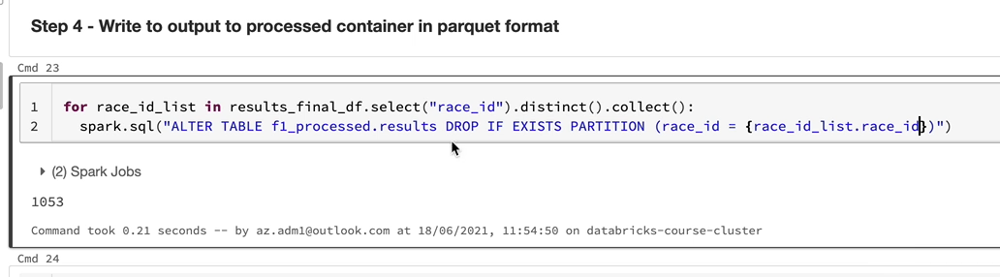 Step 4 - Write to output to processed container in parquet format
Cmd 23
1 for race_id_list in results_final_df.select("race_id").distinct().collect():
2   spark.sql("ALTER TABLE f1_processed.results DROP IF EXISTS PARTITION (race_id = {race_id_list.race_id})")
(2) Spark Jobs
1053
Command took 0.21 seconds -- by az.adm1@outlook.com at 18/06/2021, 11:54:50 on databricks-course-cluster
Cmd 24